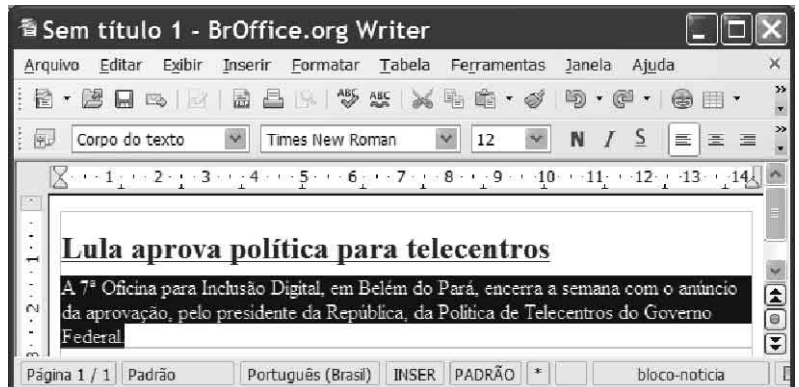 Sem título 1 - BrOffice.org Writer
Arquivo Editar Exibir Inserir Formatar Tabela Ferramentas Janela Ajuda
ABC ABC
Corpo do texto Times New Roman 12 N I S
1 2 3 4 5 6 7 8 9 10 11 12 13 14
Lula aprova política para telecentros
A 7ª Oficina para Inclusão Digital, em Belém do Pará, encerra a semana com o anúncio
da aprovação, pelo presidente da República, da Política de Telecentros do Governo
Federal.
1
2
Página 1 / 1 Padrão Português (Brasil) INSER PADRÃO * bloco-noticia